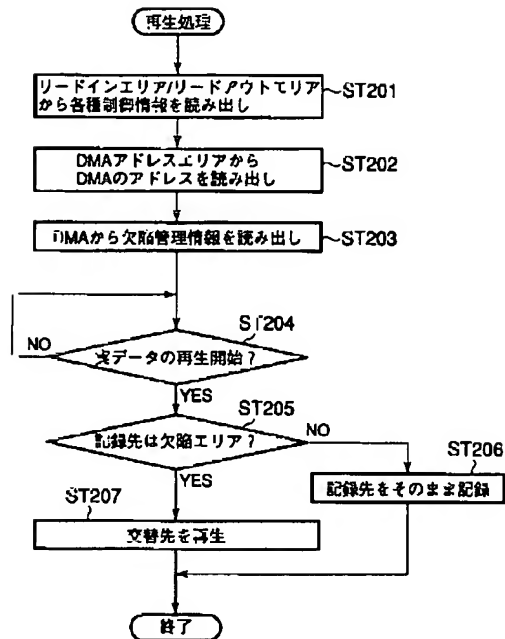 再生処理
リードインエリア/リードアウトエリア
から各種制御情報を読み出し
ST201
DMAアドレスエリアから
DMAのアドレスを読み出し
ST202
DMAから欠陥管理情報を読み出し
ST203
ST204
実データの再生開始？
NO
YES
ST205
記録先は欠陥エリア？
NO
YES
ST206
記録先をそのまま記録
ST207
交替先を再生
終了